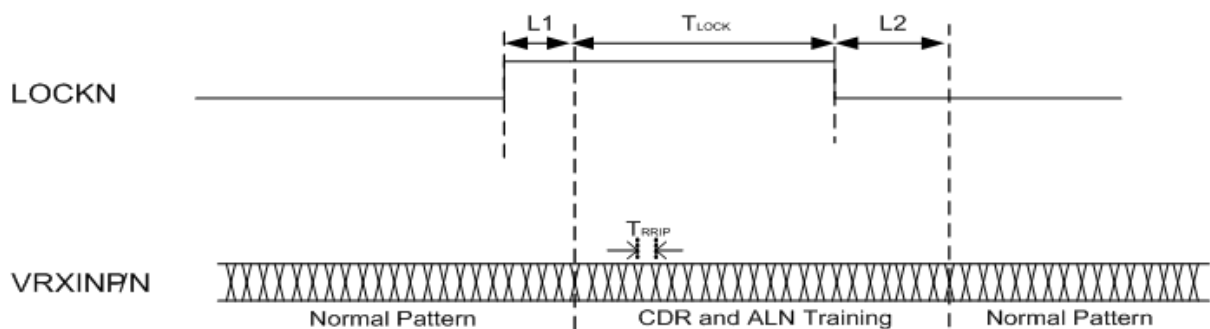 L1 TLOCK L2
LOCKN
TRRIP
VRXINP/N
Normal Pattern CDR and ALN Training Normal Pattern